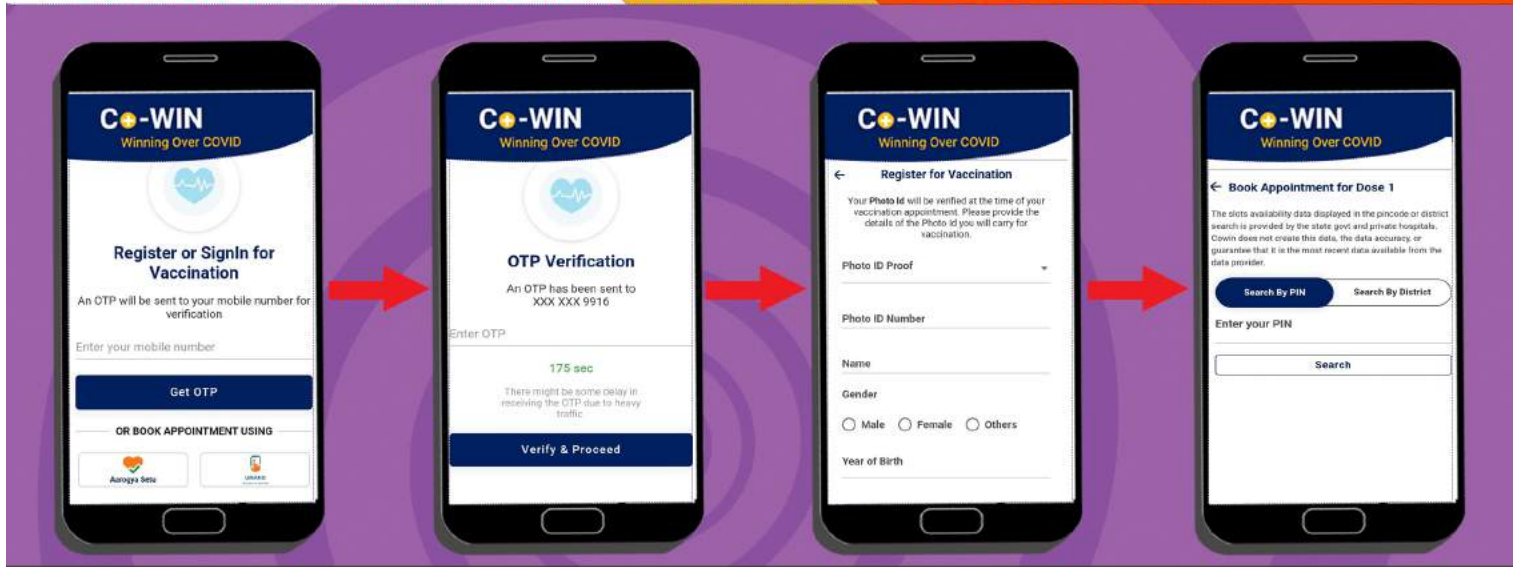 Co-WIN
Winning Over COVID
Register or SignIn for
Vaccination
An OTP will be sent to your mobile number for
verification
Enter your mobile number
Get OTP
OR BOOK APPOINTMENT USING
Aarogya Setu
UMANG
Co-WIN
Winning Over COVID
OTP Verification
An OTP has been sent to
XXX XXX 9916
Enter OTP
175 sec
There might be some delay in
receiving the OTP due to heavy
traffic
Verify & Proceed
Co-WIN
Winning Over COVID
Register for Vaccination
Your Photo Id will be verified at the time of your
vaccination appointment. Please provide the
details of the Photo Id you will carry for
vaccination.
Photo ID Proof
Photo ID Number
Name
Gender
Male Female Others
Year of Birth
Co-WIN
Winning Over COVID
Book Appointment for Dose 1
The slots availability data displayed in the pincode or district
search is provided by the state govt and private hospitals.
Cowin does not create this data, the data accuracy, or
guarantee that it is the most recent data available from the
data provider.
Search By PIN Search By District
Enter your PIN
Search